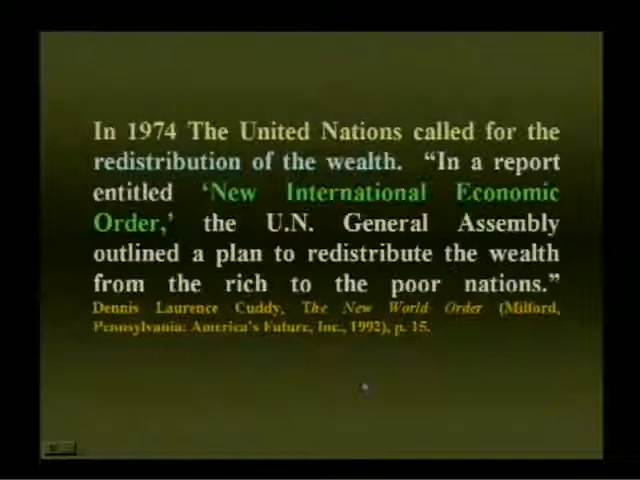 In 1974 The United Nations called for the
redistribution of the wealth. “In a report
entitled ‘New International Economic
Order,’ the U.N. General Assembly
outlined a plan to redistribute the wealth
from the rich to the poor nations.”
Dennis Laurence Cuddy, The New World Order (Milford,
Pennsylvania: America's Future, Inc., 1992), p. 15.